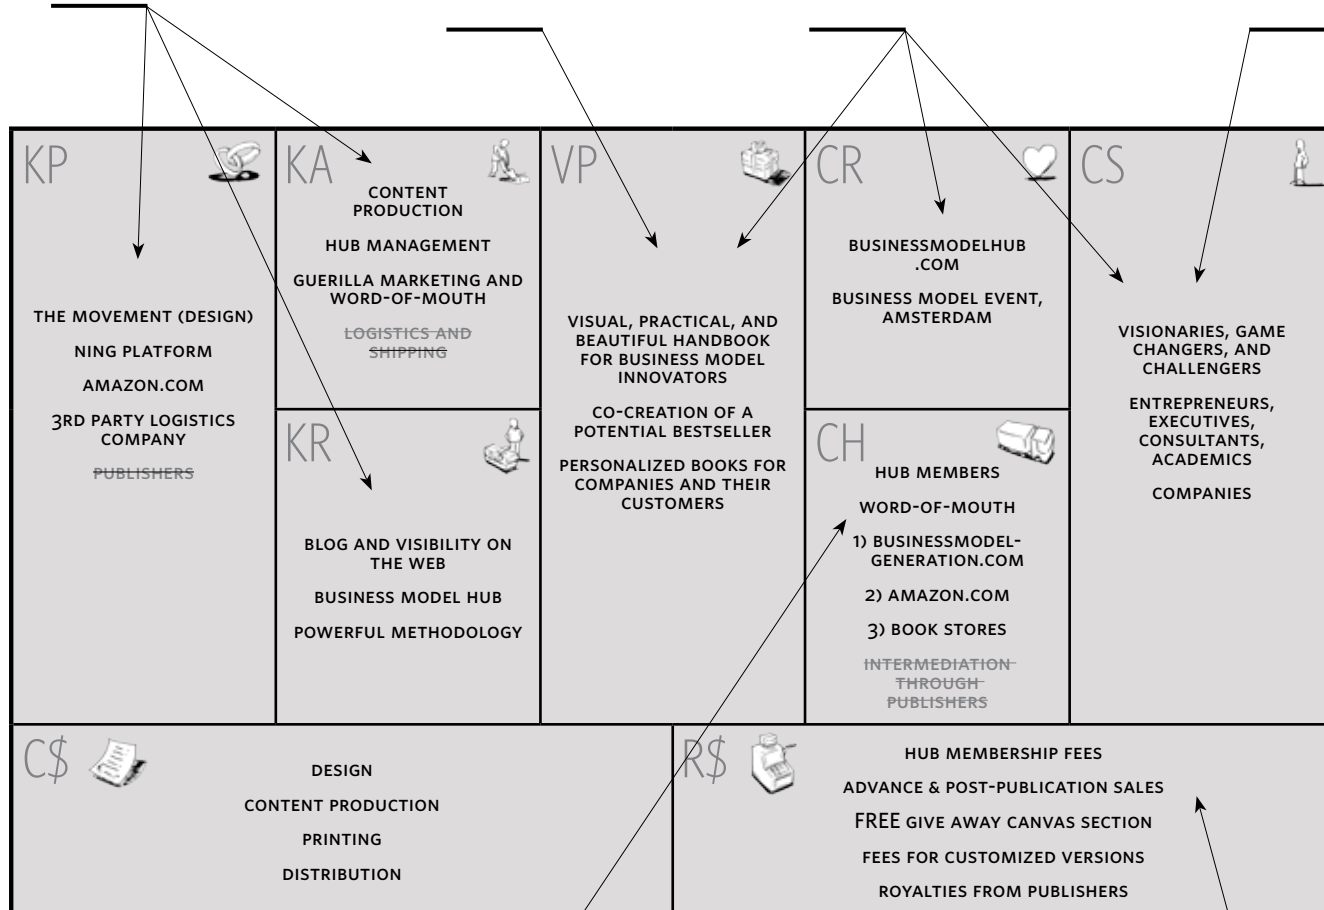 KP
THE MOVEMENT (DESIGN)
NING PLATFORM
AMAZON.COM
3RD PARTY LOGISTICS
COMPANY
PUBLISHERS
KA
CONTENT
PRODUCTION
HUB MANAGEMENT
GUERILLA MARKETING AND
WORD-OF-MOUTH
LOGISTICS AND
SHIPPING
KR
BLOG AND VISIBILITY ON
THE WEB
BUSINESS MODEL HUB
POWERFUL METHODOLOGY
VP
VISUAL, PRACTICAL, AND
BEAUTIFUL HANDBOOK
FOR BUSINESS MODEL
INNOVATORS
CO-CREATION OF A
POTENTIAL BESTSELLER
PERSONALIZED BOOKS FOR
COMPANIES AND THEIR
CUSTOMERS
CR
BUSINESSMODELHUB
.COM
BUSINESS MODEL EVENT,
AMSTERDAM
CH
HUB MEMBERS
WORD-OF-MOUTH
1) BUSINESSMODEL-
GENERATION.COM
2) AMAZON.COM
3) BOOK STORES
INTERMEDIATION
THROUGH
PUBLISHERS
CS
VISIONARIES, GAME
CHANGERS, AND
CHALLENGERS
ENTREPRENEURS,
EXECUTIVES,
CONSULTANTS,
ACADEMICS
COMPANIES
C$
DESIGN
CONTENT PRODUCTION
PRINTING
DISTRIBUTION
R$
HUB MEMBERSHIP FEES
ADVANCE & POST-PUBLICATION SALES
FREE GIVE AWAY CANVAS SECTION
FEES FOR CUSTOMIZED VERSIONS
ROYALTIES FROM PUBLISHERS